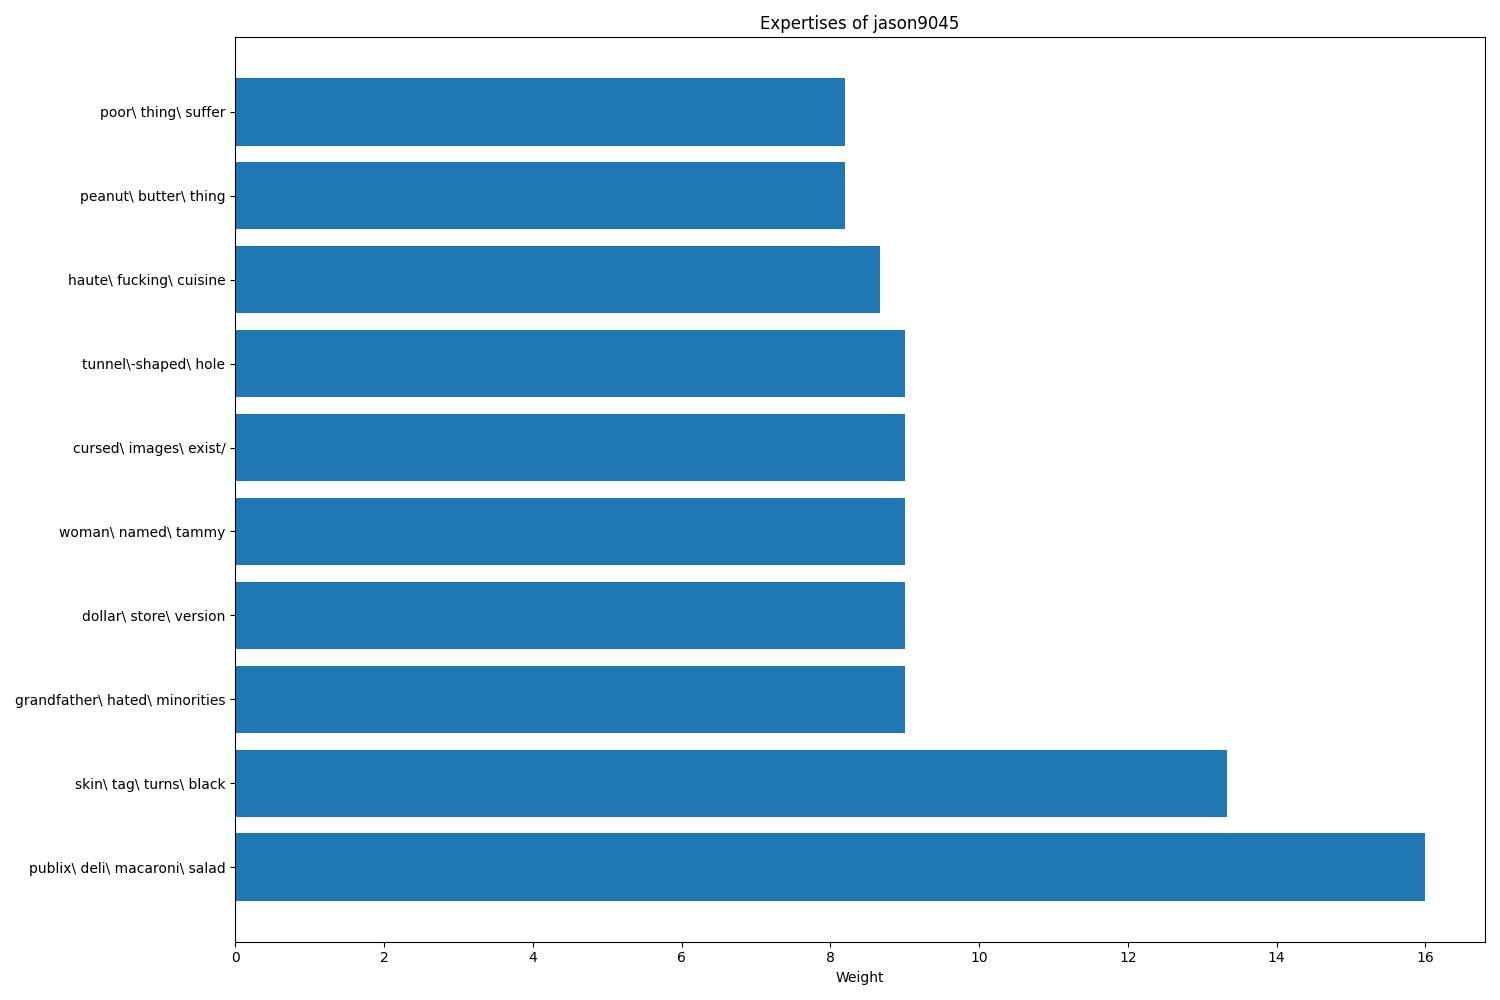 Expertises of jason9045
poor\ thing\ suffer
peanut\ butter\ thing
haute\ fucking\ cuisine
tunnel\-shaped\ hole
cursed\ images\ exist/
woman\ named\ tammy
dollar\ store\ version
grandfather\ hated\ minorities
skin\ tag\ turns\ black
publix\ deli\ macaroni\ salad
0 2 4 6 8 10 12 14 16
Weight